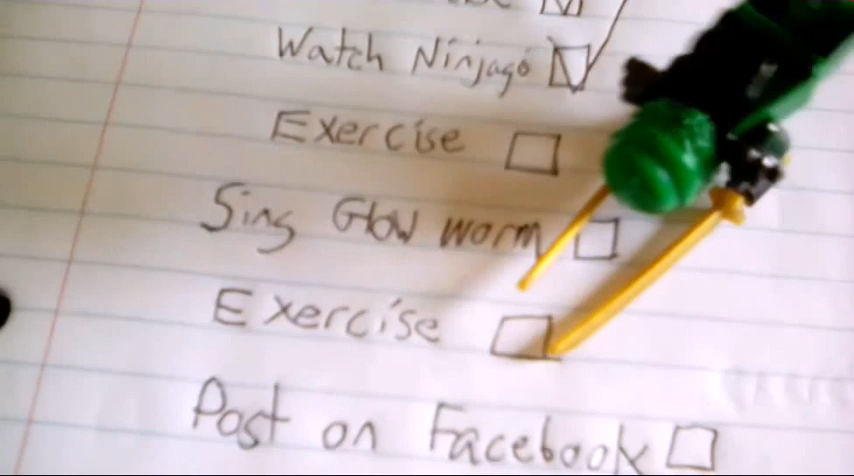 Watch Ninjago
Exercise
Sing Glow worm
Exercise
Post on Facebook